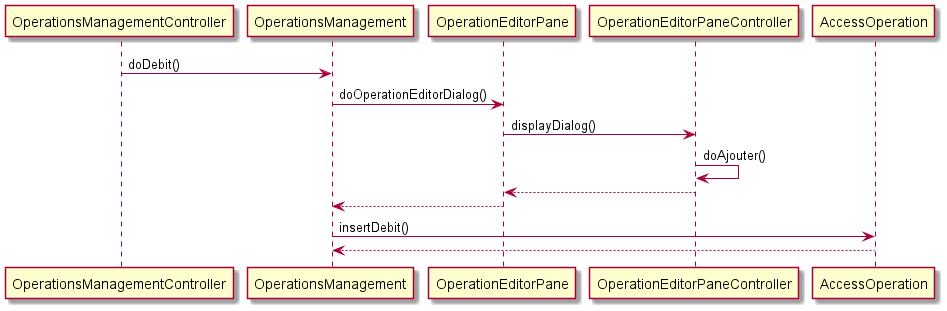 OperationsManagementController OperationsManagement OperationEditorPane OperationEditorPaneController AccessOperation
doDebit()
doOperationEditorDialog()
displayDialog()
doAjouter()
insertDebit()
OperationsManagementController OperationsManagement OperationEditorPane OperationEditorPaneController AccessOperation